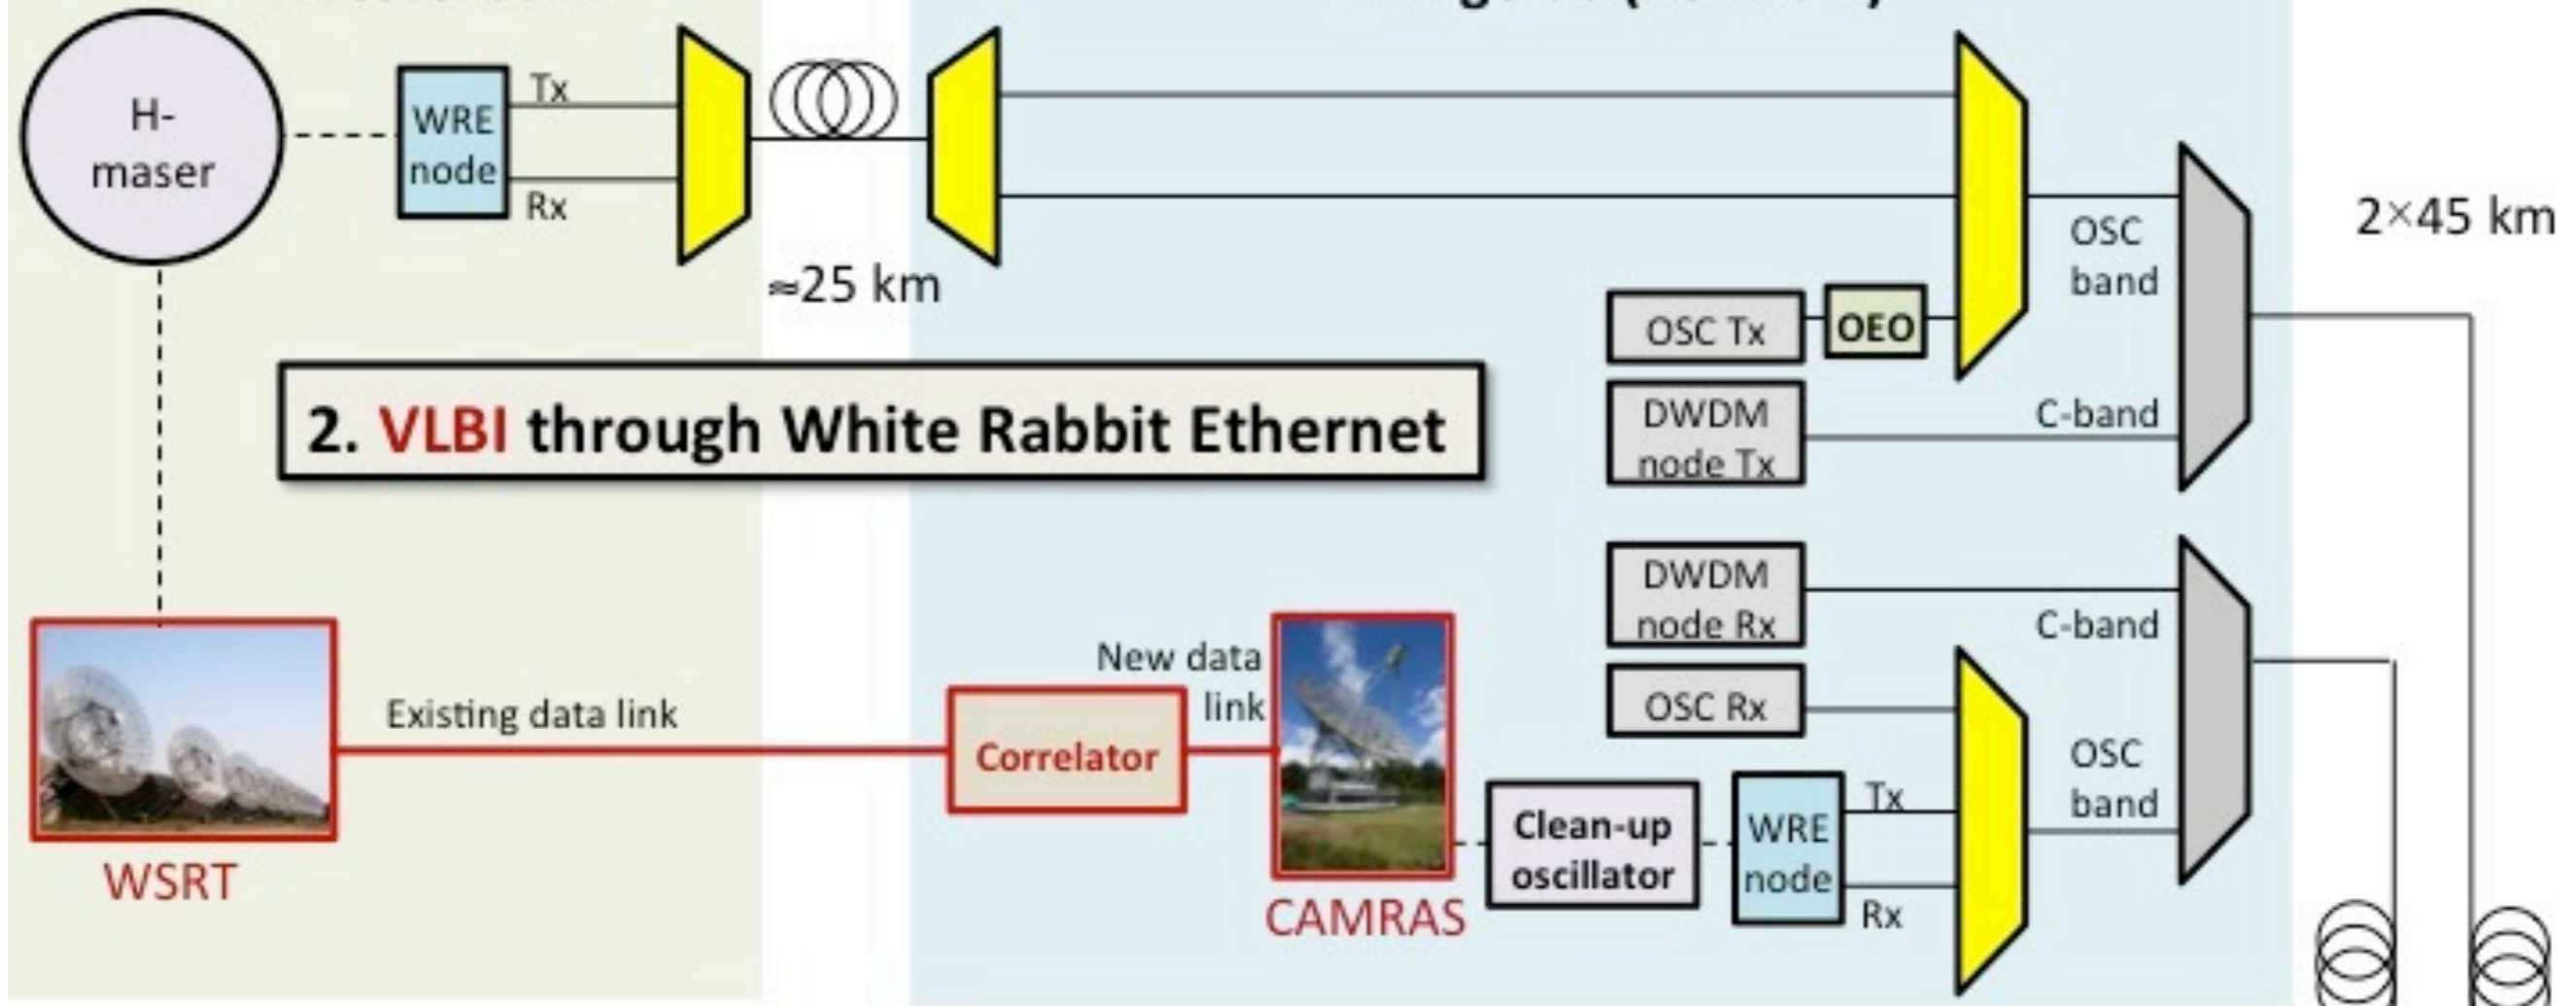 H-
maser
WRE
node
Tx
Rx
≈25 km
OSC
band
2×45 km
OSC Tx
OEO
DWDM
node Tx
C-band
2. VLBI through White Rabbit Ethernet
DWDM
node Rx
C-band
OSC Rx
New data
link
Existing data link
Correlator
OSC
band
Clean-up
oscillator
WRE
node
Tx
Rx
WSRT
CAMRAS